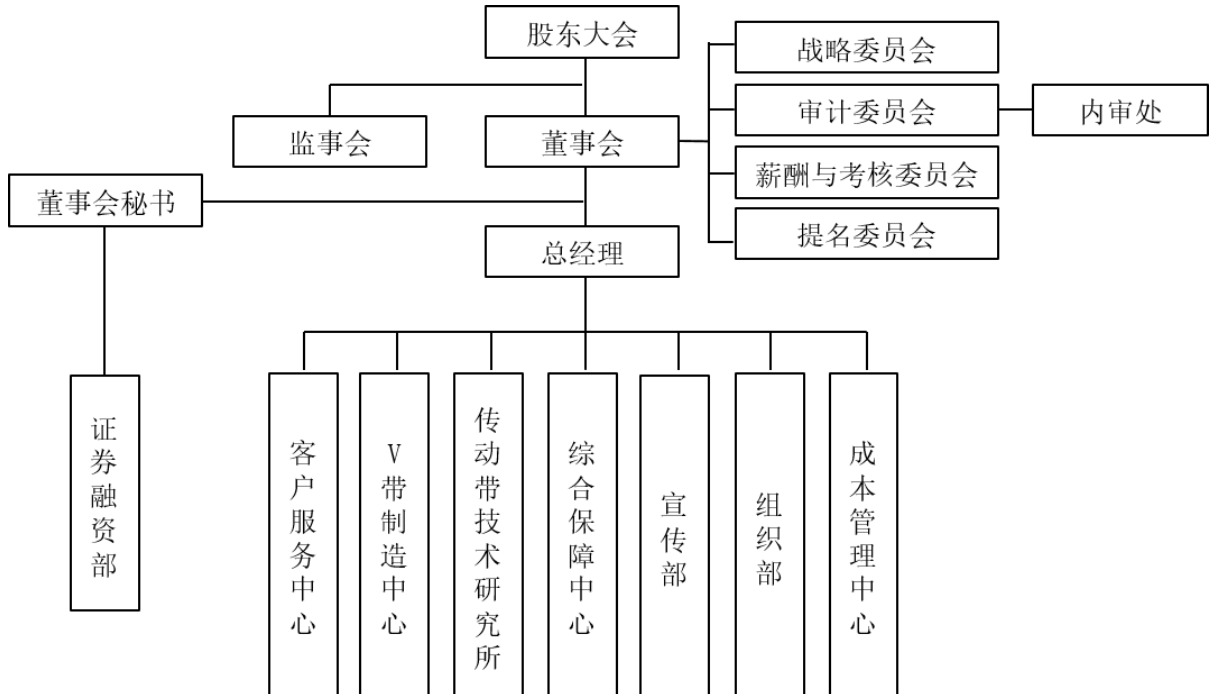 股东大会
战略委员会
审计委员会
内审处
监事会
董事会
薪酬与考核委员会
董事会秘书
提名委员会
总经理
证券融资部
客户服务中心
V带制造中心
传动带技术研究所
综合保障中心
宣传部
组织部
成本管理中心